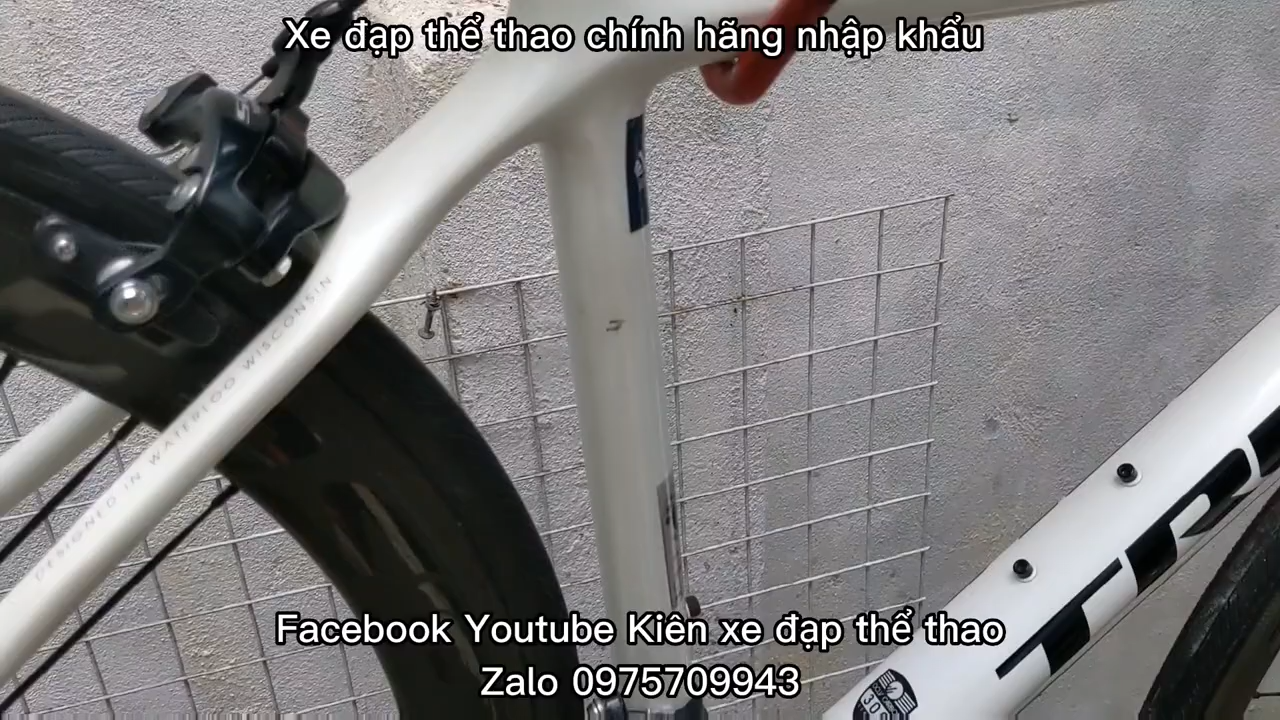 Xe đạp thể thao chính hãng nhập khẩu
DESIGNED IN WATERLOO WISCONSIN
Facebook Youtube Kiên xe đạp thể thao
Zalo 0975709943